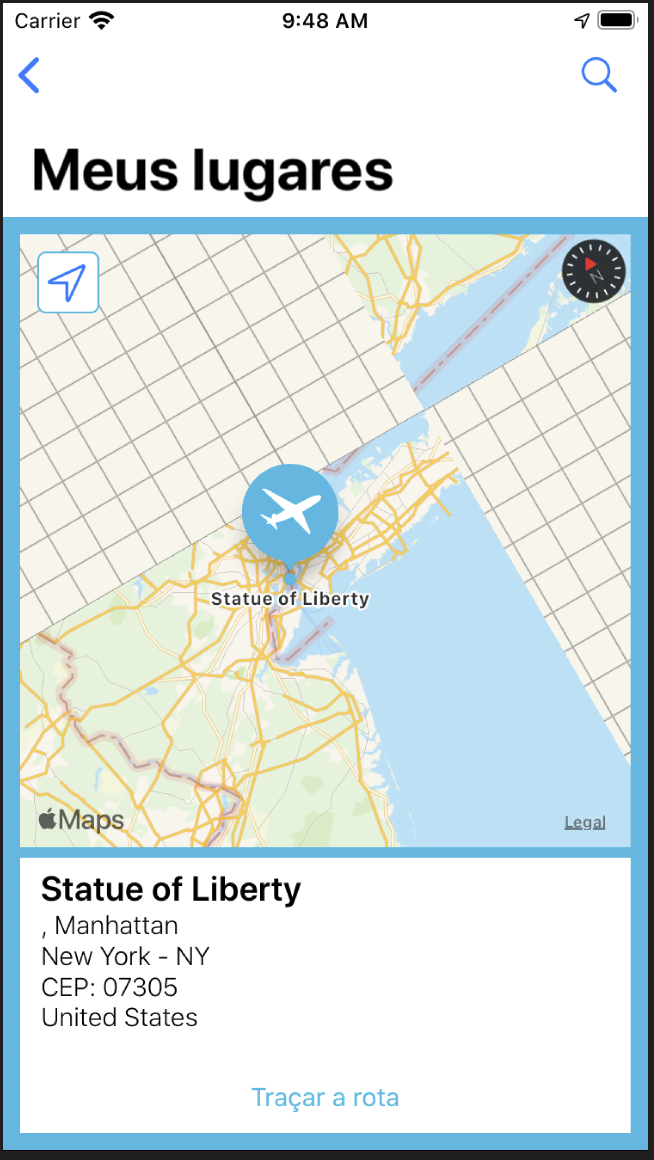 Carrier 9:48 AM
Meus lugares
N
Statue of Liberty
Maps
Legal
Statue of Liberty
, Manhattan
New York - NY
CEP: 07305
United States
Traçar a rota